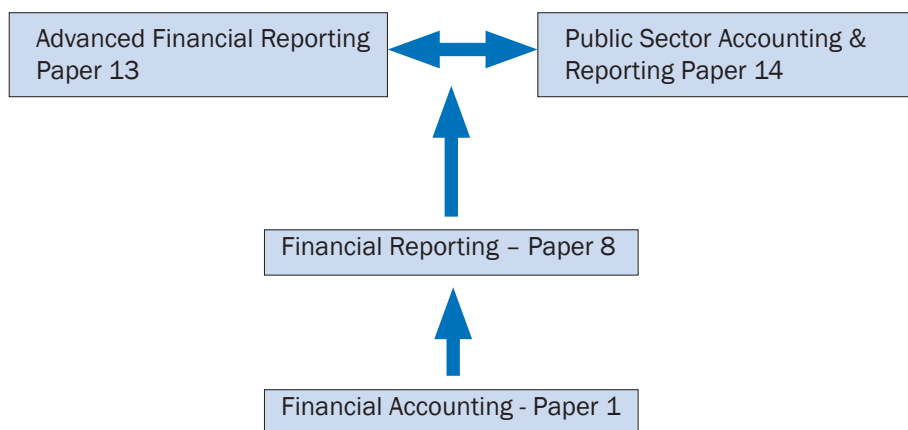 Advanced Financial Reporting
Paper 13
Public Sector Accounting &
Reporting Paper 14
Financial Reporting – Paper 8
Financial Accounting - Paper 1